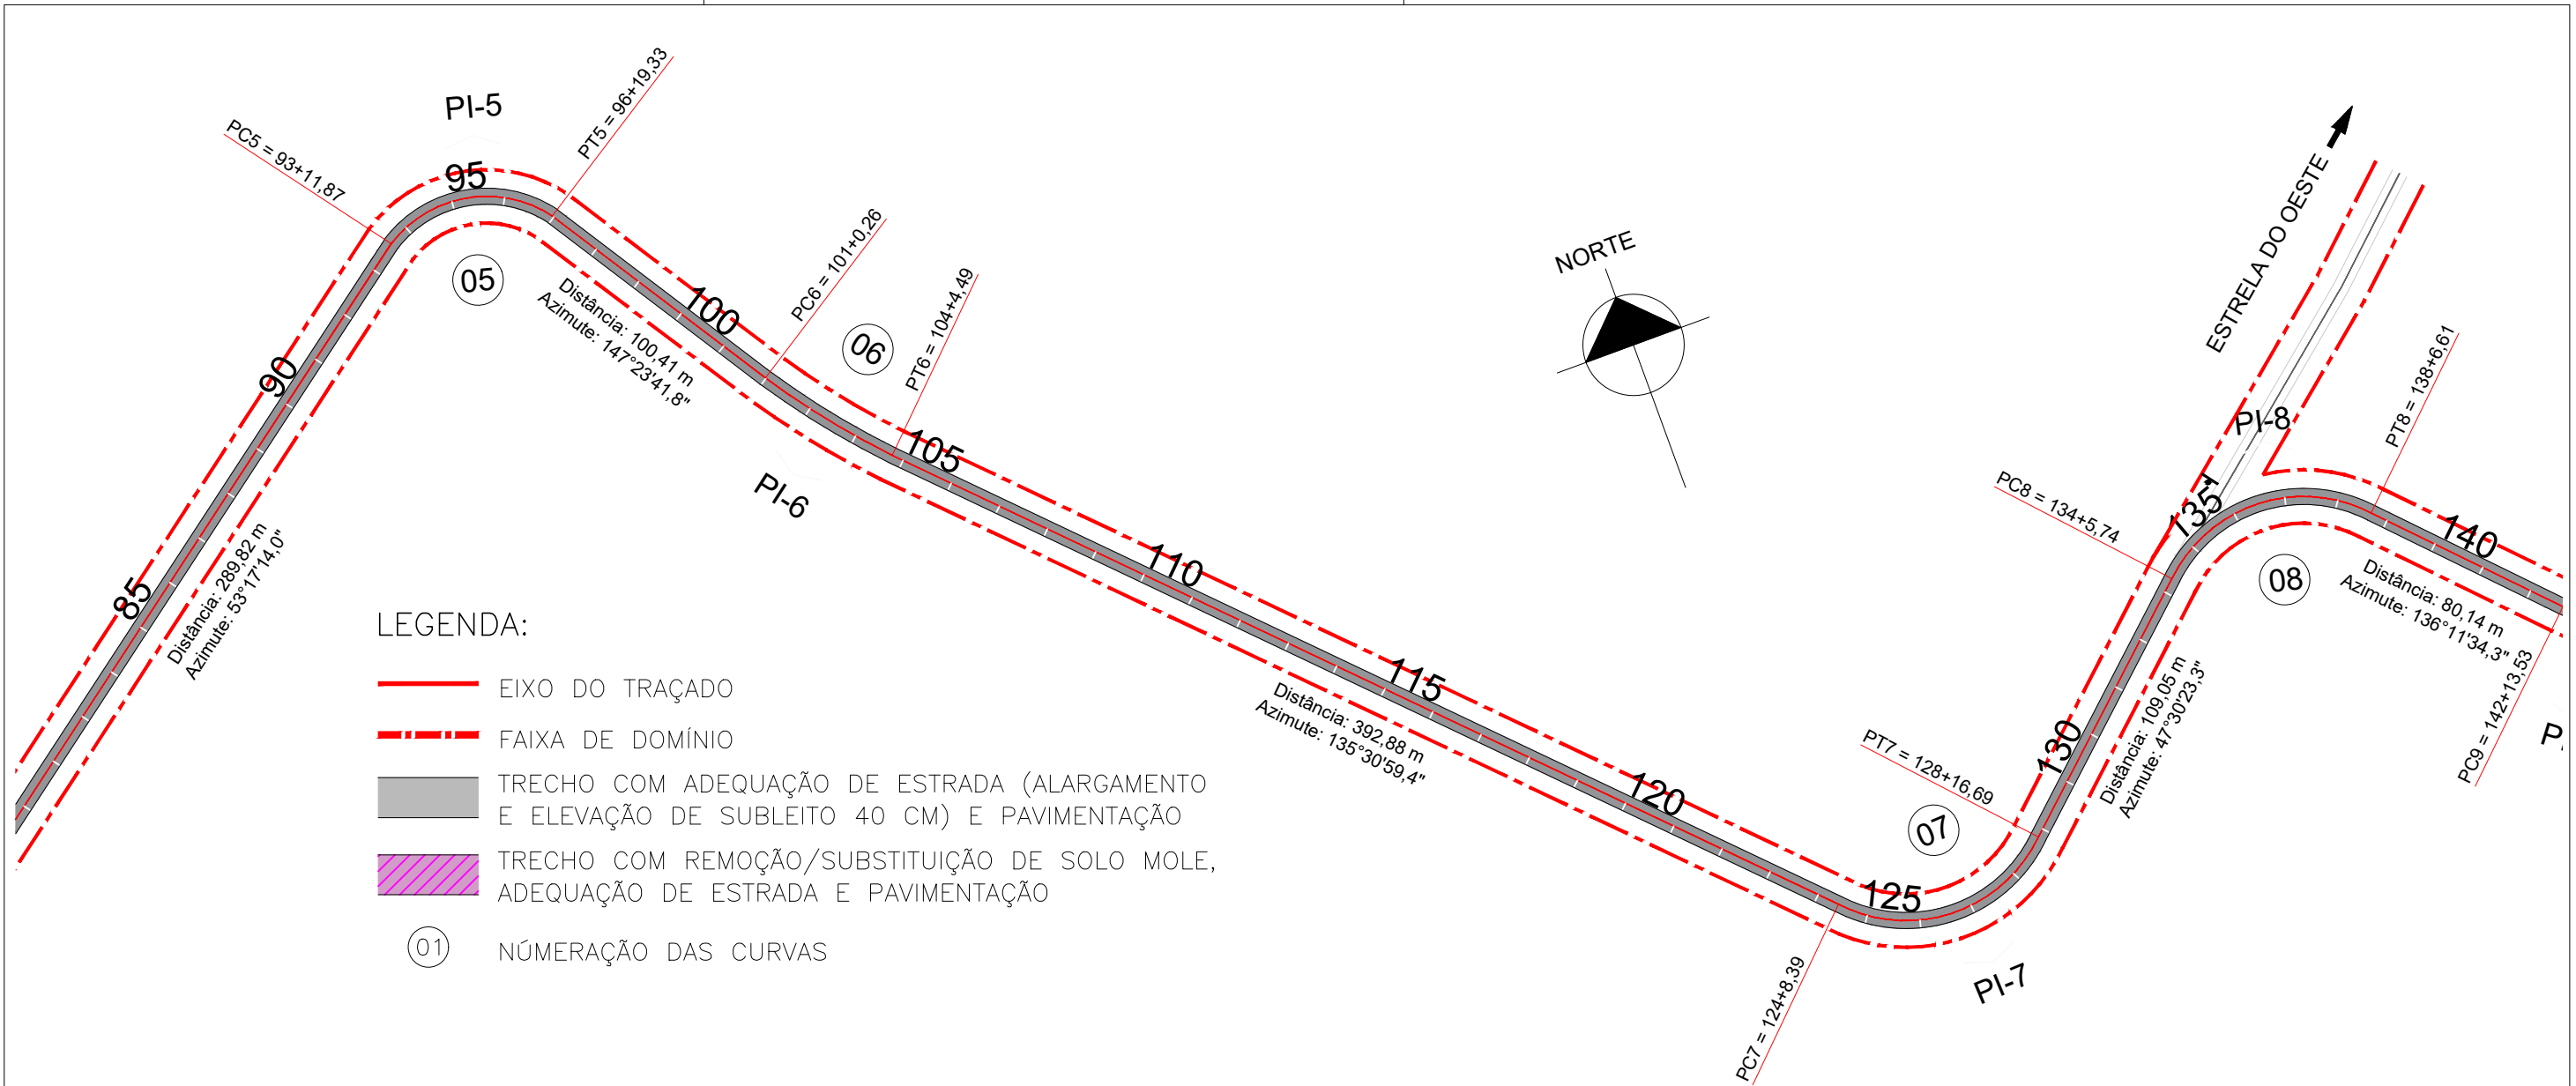 PI-5
PC5 = 93+11,87
PT5 = 96+19,33
95
05
Distância: 100,41 m
Azimute: 147°23'41,8"
100
PC6 = 101+0,26
06
PT6 = 104+4,49
105
PI-6
90
85
Distância: 289,82 m
Azimute: 53°17'14,0"
110
115
Distância: 392,88 m
Azimute: 135°30'59,4"
120
125
PC7 = 124+8,39
07
PT7 = 128+16,69
PI-7
130
Distância: 109,05 m
Azimute: 47°30'23,3"
NORTE
ESTRELA DO OESTE
PI-8
PC8 = 134+5,74
135
PT8 = 138+6,61
140
08
Distância: 80,14 m
Azimute: 136°11'34,3"
PC9 = 142+13,53
LEGENDA:
EIXO DO TRAÇADO
FAIXA DE DOMÍNIO
TRECHO COM ADEQUAÇÃO DE ESTRADA (ALARGAMENTO
E ELEVAÇÃO DE SUBLEITO 40 CM) E PAVIMENTAÇÃO
TRECHO COM REMOÇÃO/SUBSTITUIÇÃO DE SOLO MOLE,
ADEQUAÇÃO DE ESTRADA E PAVIMENTAÇÃO
01
NÚMERAÇÃO DAS CURVAS